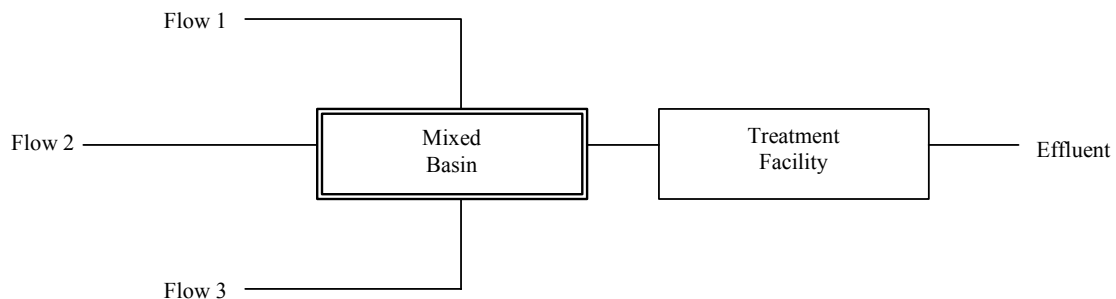 Flow 1
Flow 2
Mixed
Basin
Treatment
Facility
Effluent
Flow 3